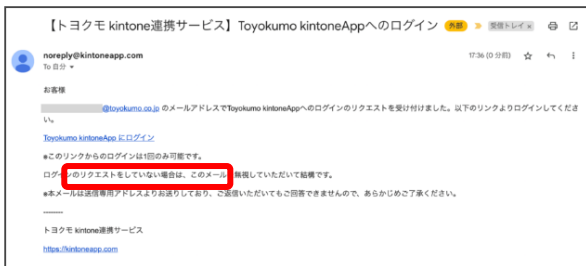 【トヨクモ kintone連携サービス】Toyokumo kintoneAppへのログイン 外部 受信トレイ ×
noreply@kintoneapp.com 17:36 (0 分前)
To 自分
お客様
@toyokumo.co.jp のメールアドレスでToyokumo kintoneAppへのログインのリクエストを受け付けました。以下のリンクよりログインしてくださ
い。
Toyokumo kintoneApp にログイン
※このリンクからのログインは1回のみ可能です。
ログインのリクエストをしていない場合は、このメール 無視していただいて結構です。
※本メールは送信専用アドレスよりお送りしており、ご返信いただいてもご回答できませんので、あらかじめご了承ください。
--------
トヨクモ kintone連携サービス
https://kintoneapp.com